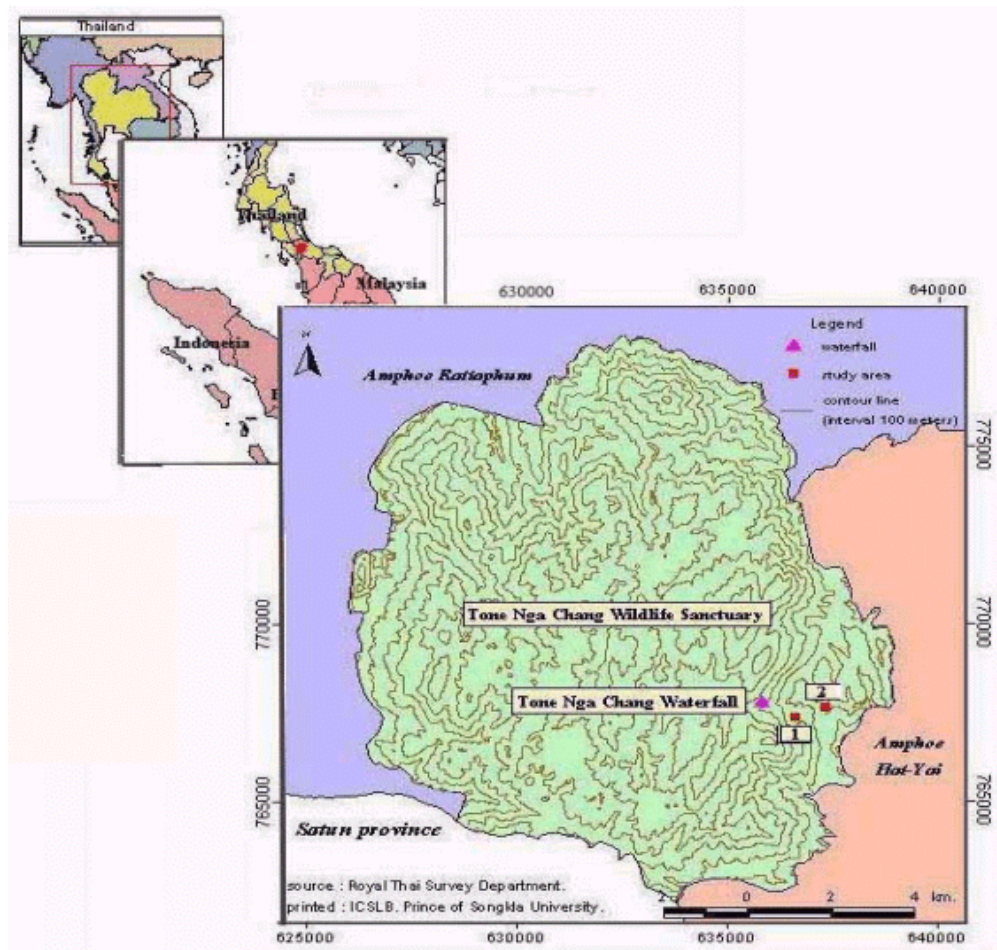 Thailand
Thailand
Malaysia
Indonesia
630000
635000
640000
Legend
waterfall
study area
contour line
(interval 100 meters)
Amphoe Rattaphum
775000
Tone Nga Chang Wildlife Sanctuary
770000
770000
Tone Nga Chang Waterfall
2
1
Amphoe
Hat-Yai
765000
765000
Satun province
source : Royal Thai Survey Department.
printed : ICSLB, Prince of Songkla University.
2 0 2 4 km.
625000
630000
635000
640000